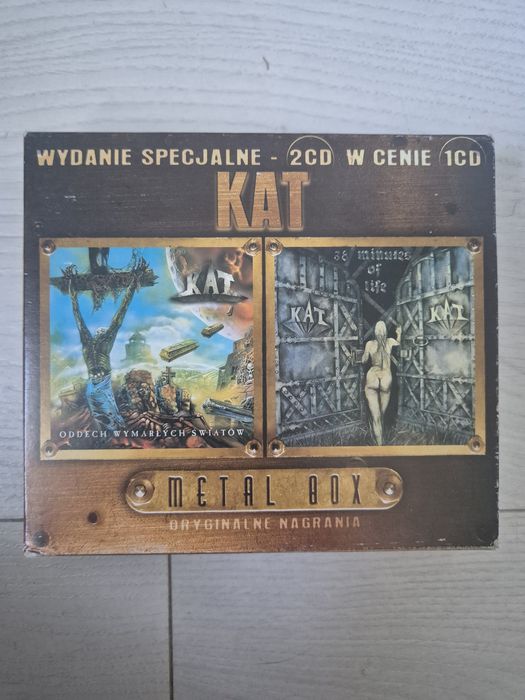 WYDANIE SPECJALNE - 2CD W CENIE 1CD
KAT
KAT
ODDECH WYMARŁYCH ŚWIATÓW
38 minutes
of
life
KAT
KAT
METAL BOX
ORYGINALNE NAGRANIA